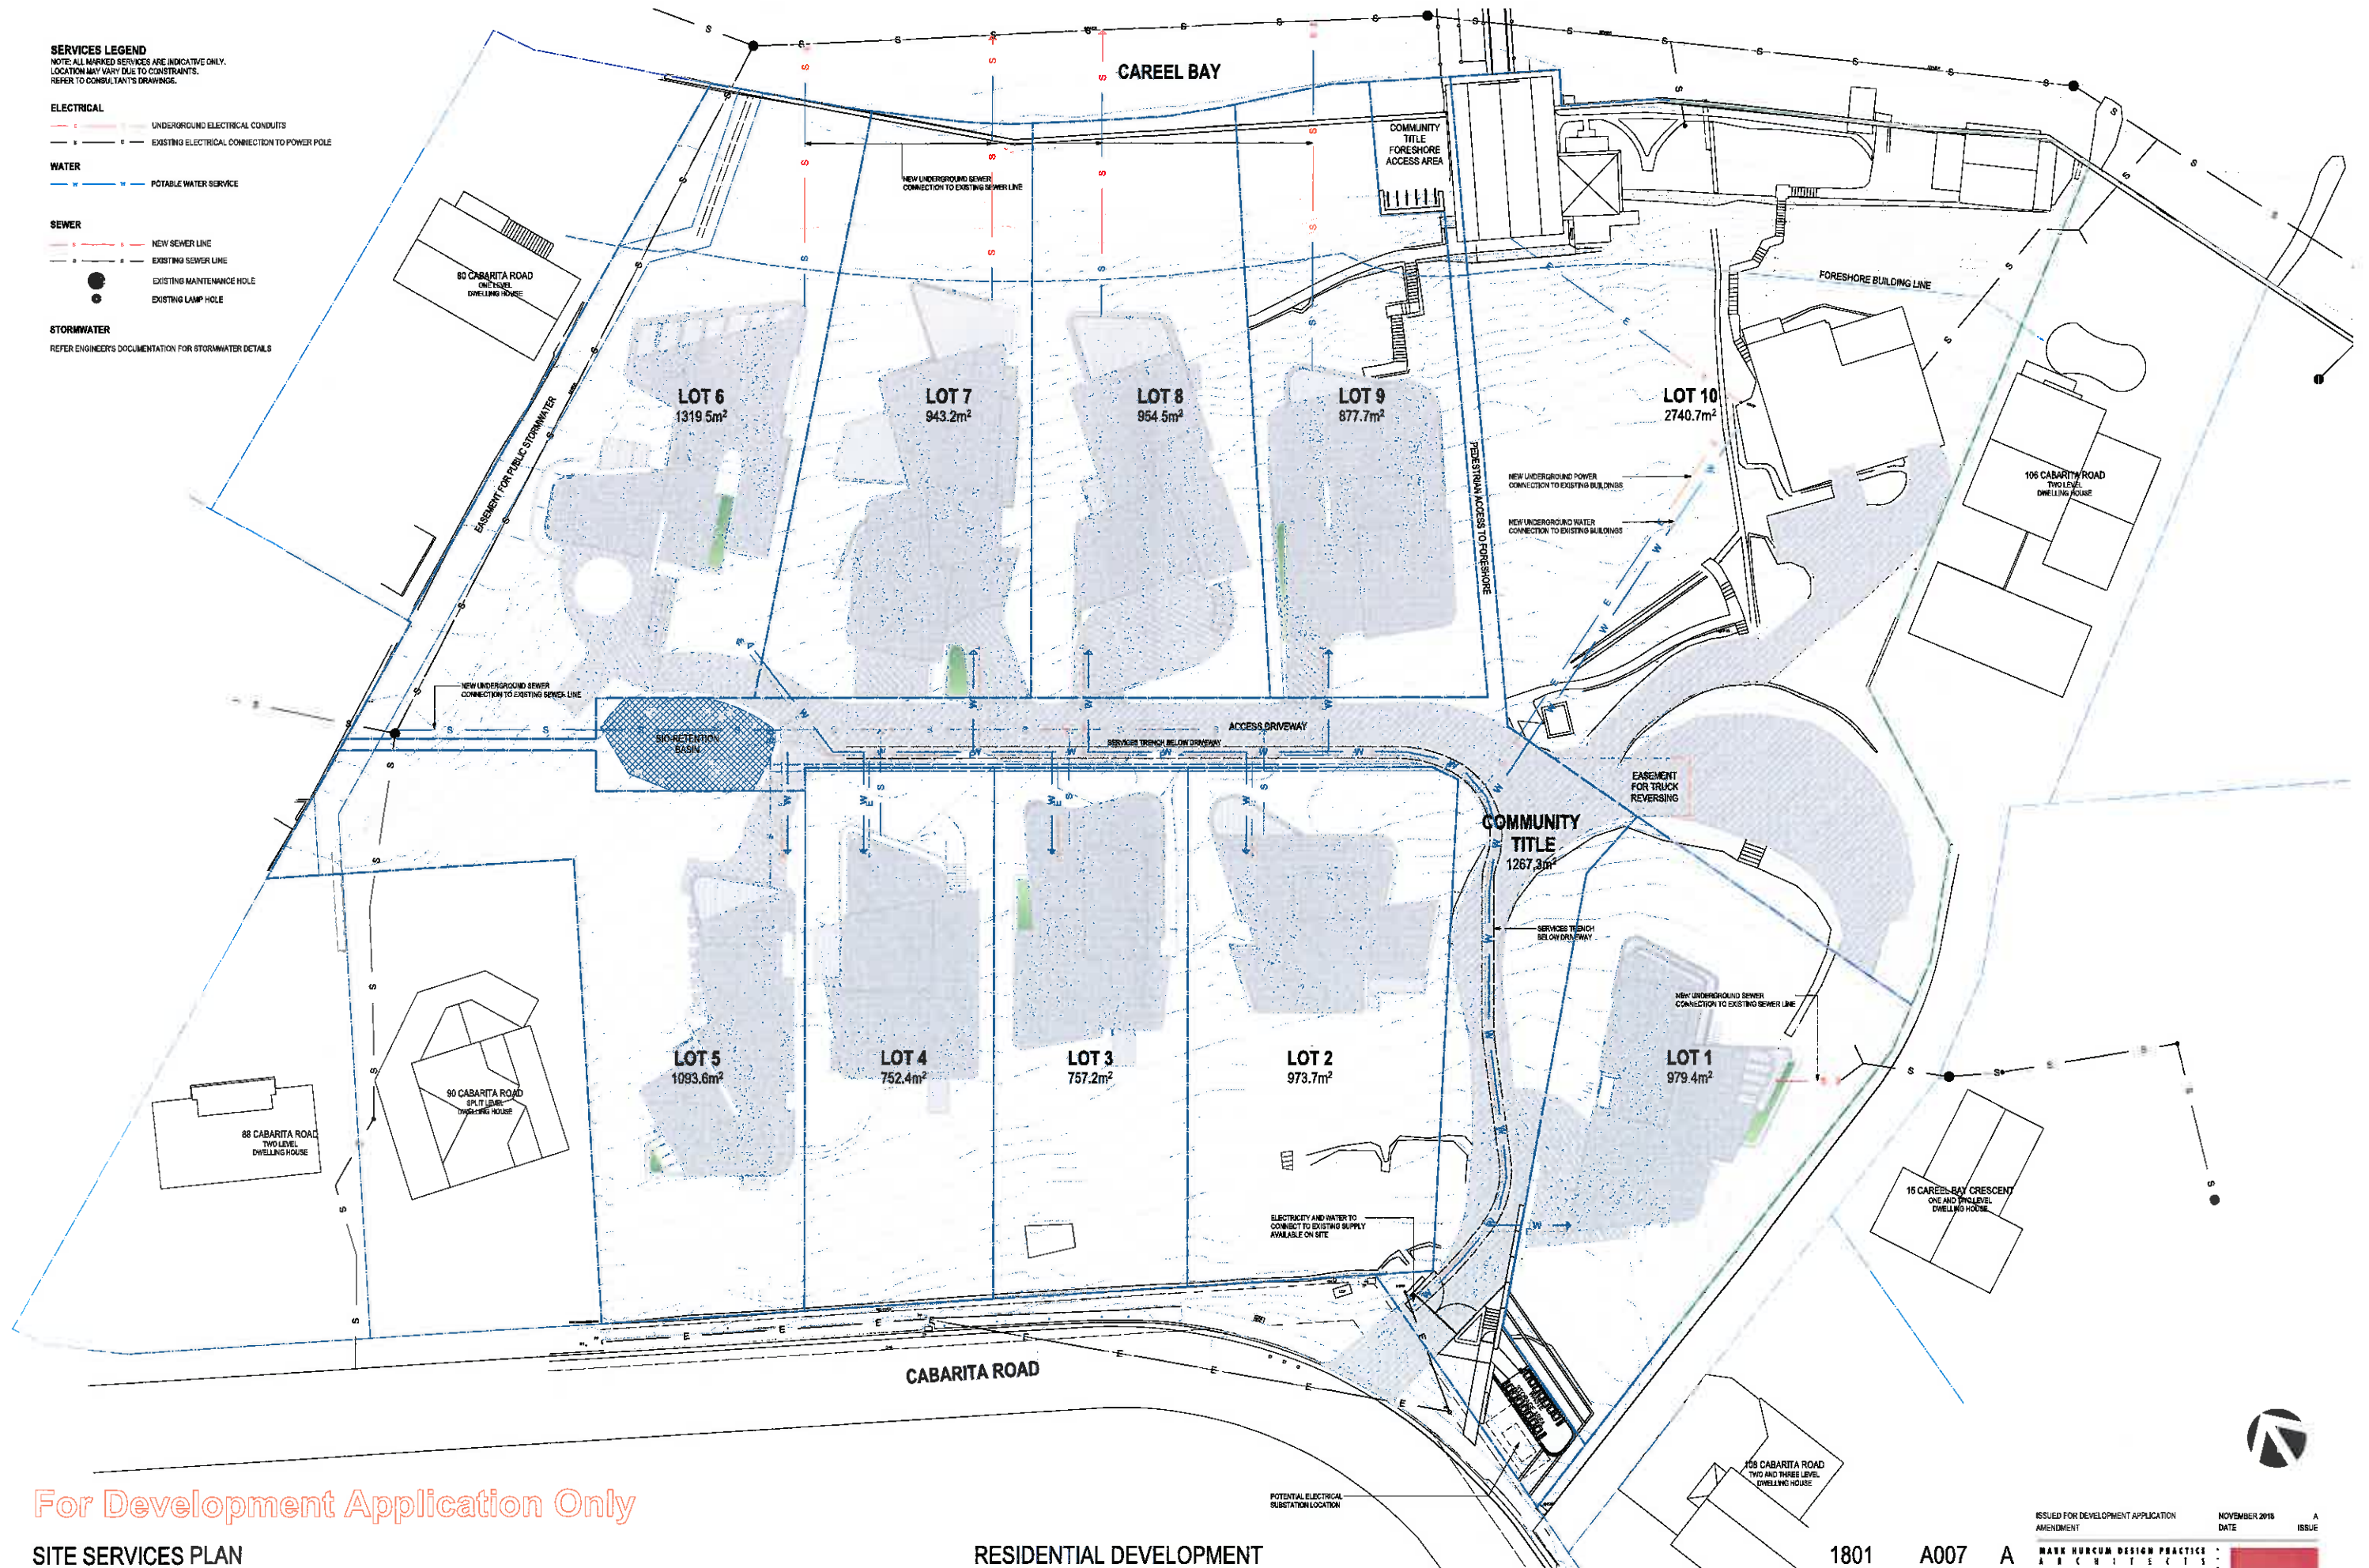 SERVICES LEGEND
NOTE: ALL MARKED SERVICES ARE INDICATIVE ONLY.
LOCATION MAY VARY DUE TO CONSTRAINTS.
REFER TO CONSULTANT'S DRAWINGS.
ELECTRICAL
UNDERGROUND ELECTRICAL CONDUITS
EXISTING ELECTRICAL CONNECTION TO POWER POLE
WATER
POTABLE WATER SERVICE
SEWER
NEW SEWER LINE
EXISTING SEWER LINE
EXISTING MAINTENANCE HOLE
EXISTING LAMP HOLE
STORMWATER
REFER ENGINEER'S DOCUMENTATION FOR STORMWATER DETAILS
CAREEL BAY
COMMUNITY
TITLE
FORESHORE
ACCESS AREA
NEW UNDERGROUND SEWER
CONNECTION TO EXISTING SEWER LINE
80 CABARITA ROAD
ONE LEVEL
DWELLING HOUSE
FORESHORE BUILDING LINE
EASEMENT FOR PUBLIC STORMWATER
LOT 6
1319.5m²
LOT 7
943.2m²
LOT 8
954.5m²
LOT 9
877.7m²
LOT 10
2740.7m²
PEDESTRIAN ACCESS TO FORESHORE
NEW UNDERGROUND POWER
CONNECTION TO EXISTING BUILDINGS
NEW UNDERGROUND WATER
CONNECTION TO EXISTING BUILDINGS
106 CABARITA ROAD
TWO LEVEL
DWELLING HOUSE
NEW UNDERGROUND SEWER
CONNECTION TO EXISTING SEWER LINE
BIO-RETENTION
BASIN
ACCESS DRIVEWAY
SERVICES TRENCH BELOW DRIVEWAY
EASEMENT
FOR TRUCK
REVERSING
COMMUNITY
TITLE
1267.3m²
SERVICES TRENCH
BELOW DRIVEWAY
NEW UNDERGROUND SEWER
CONNECTION TO EXISTING SEWER LINE
LOT 5
1093.6m²
LOT 4
752.4m²
LOT 3
757.2m²
LOT 2
973.7m²
LOT 1
979.4m²
90 CABARITA ROAD
SPLIT LEVEL
DWELLING HOUSE
88 CABARITA ROAD
TWO LEVEL
DWELLING HOUSE
15 CAREEL BAY CRESCENT
ONE AND TWO LEVEL
DWELLING HOUSE
ELECTRICITY AND WATER TO
CONNECT TO EXISTING SUPPLY
AVAILABLE ON SITE
CABARITA ROAD
108 CABARITA ROAD
TWO AND THREE LEVEL
DWELLING HOUSE
POTENTIAL ELECTRICAL
SUBSTATION LOCATION
For Development Application Only
SITE SERVICES PLAN
RESIDENTIAL DEVELOPMENT
1801 A007 A
ISSUED FOR DEVELOPMENT APPLICATION NOVEMBER 2018 A
AMENDMENT DATE ISSUE
MARK HURCUM DESIGN PRACTICE
ARCHITECTS